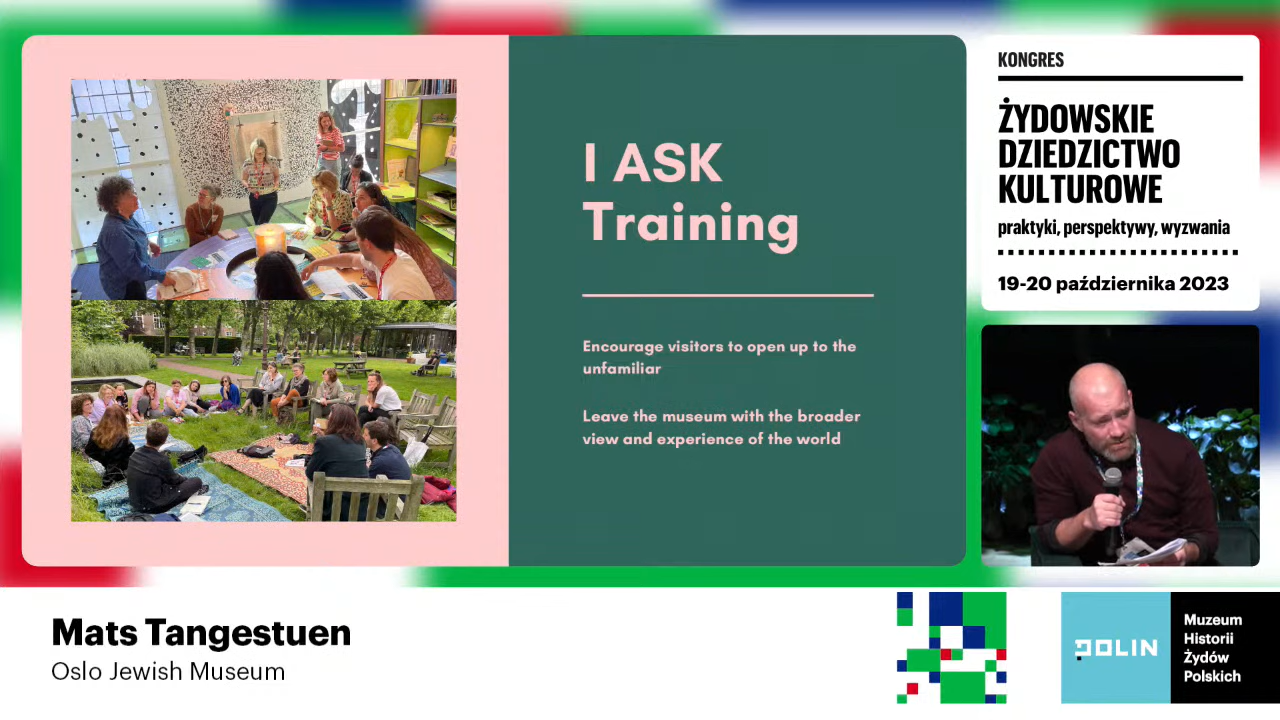 I ASK
Training
Encourage visitors to open up to the
unfamiliar
Leave the museum with the broader
view and experience of the world
KONGRES
ŻYDOWSKIE
DZIEDZICTWO
KULTUROWE
praktyki, perspektywy, wyzwania
19-20 października 2023
Mats Tangestuen
Oslo Jewish Museum
POLIN
Muzeum
Historii
Żydów
Polskich